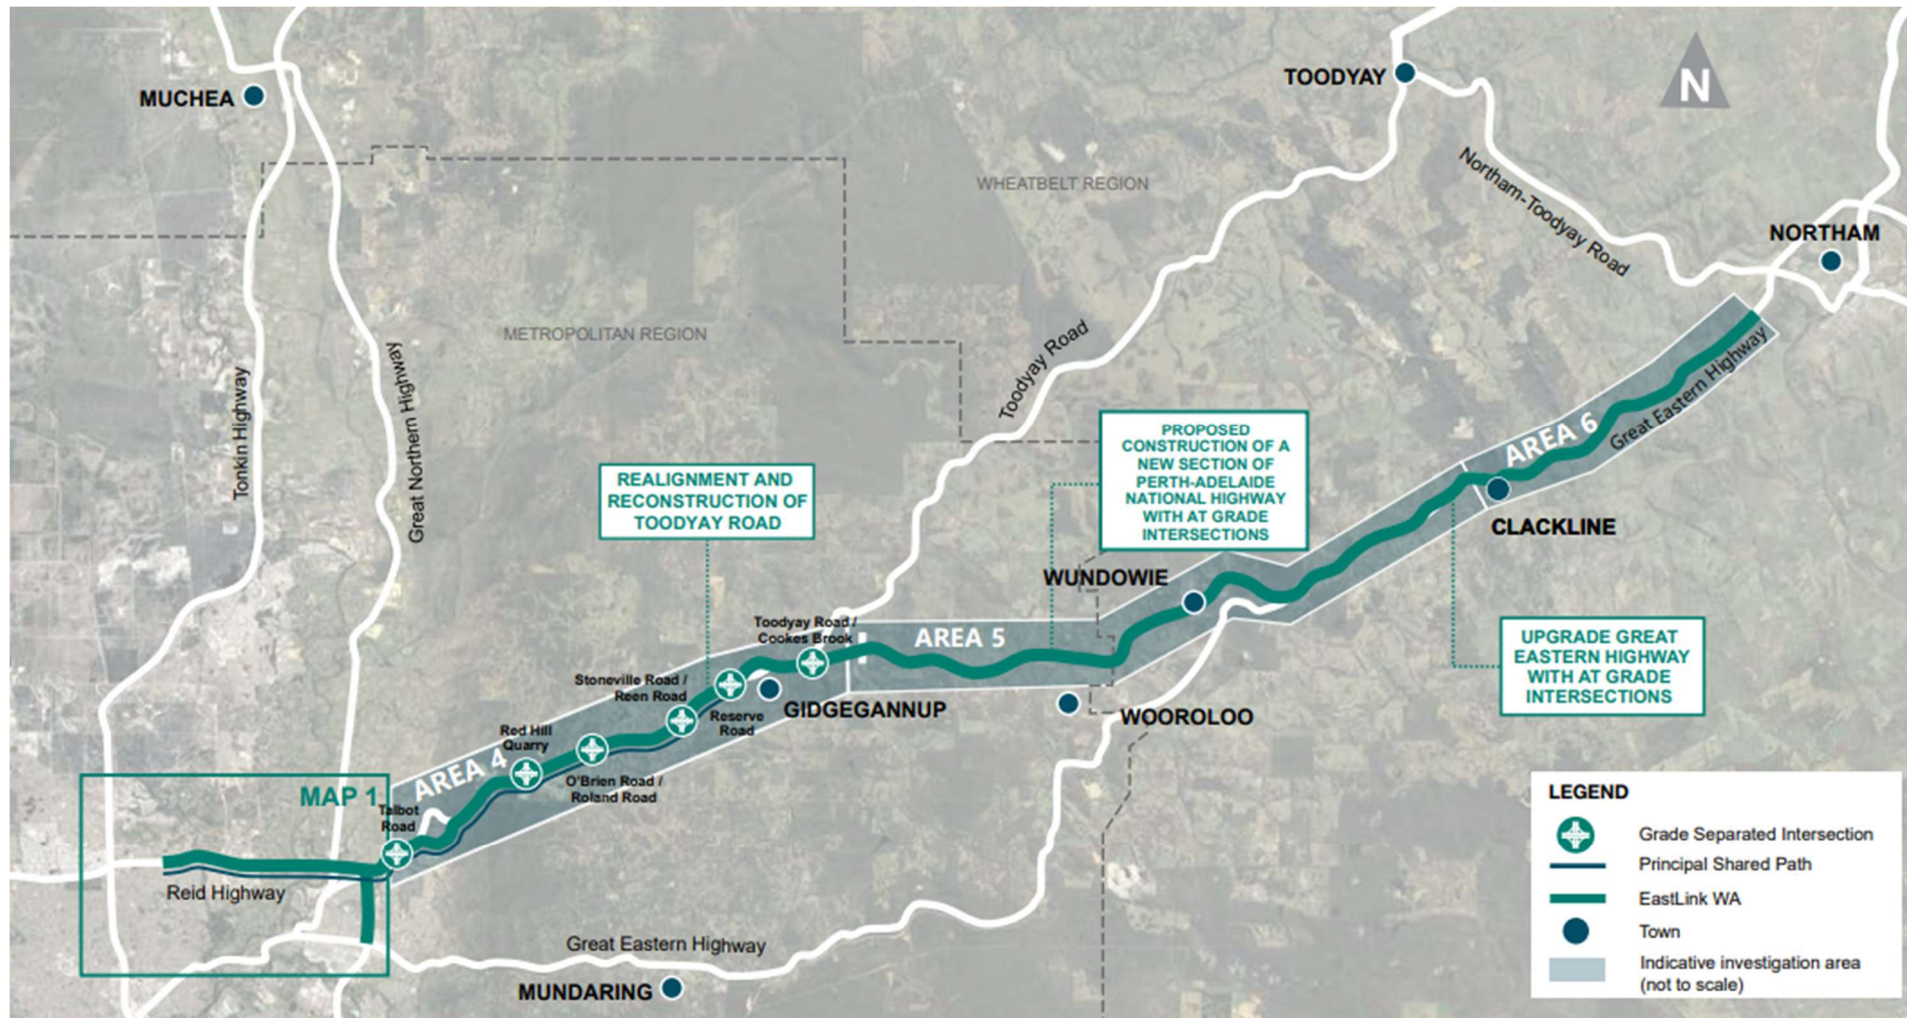 MUCHEA
TOODYAY
N
WHEATBELT REGION
Northam-Toodyay Road
NORTHAM
METROPOLITAN REGION
Tonkin Highway
Great Northern Highway
Toodyay Road
Great Eastern Highway
AREA 6
REALIGNMENT AND
RECONSTRUCTION OF
TOODYAY ROAD
PROPOSED
CONSTRUCTION OF A
NEW SECTION OF
PERTH-ADELAIDE
NATIONAL HIGHWAY
WITH AT GRADE
INTERSECTIONS
CLACKLINE
WUNDOWIE
Toodyay Road /
Cookes Brook
AREA 5
UPGRADE GREAT
EASTERN HIGHWAY
WITH AT GRADE
INTERSECTIONS
Stoneville Road /
Reen Road
GIDGEGANNUP
WOOROLOO
Reserve
Road
Red Hill
Quarry
AREA 4
O'Brien Road /
Roland Road
MAP 1
Talbot
Road
Reid Highway
Great Eastern Highway
MUNDARING
LEGEND
Grade Separated Intersection
Principal Shared Path
EastLink WA
Town
Indicative investigation area
(not to scale)